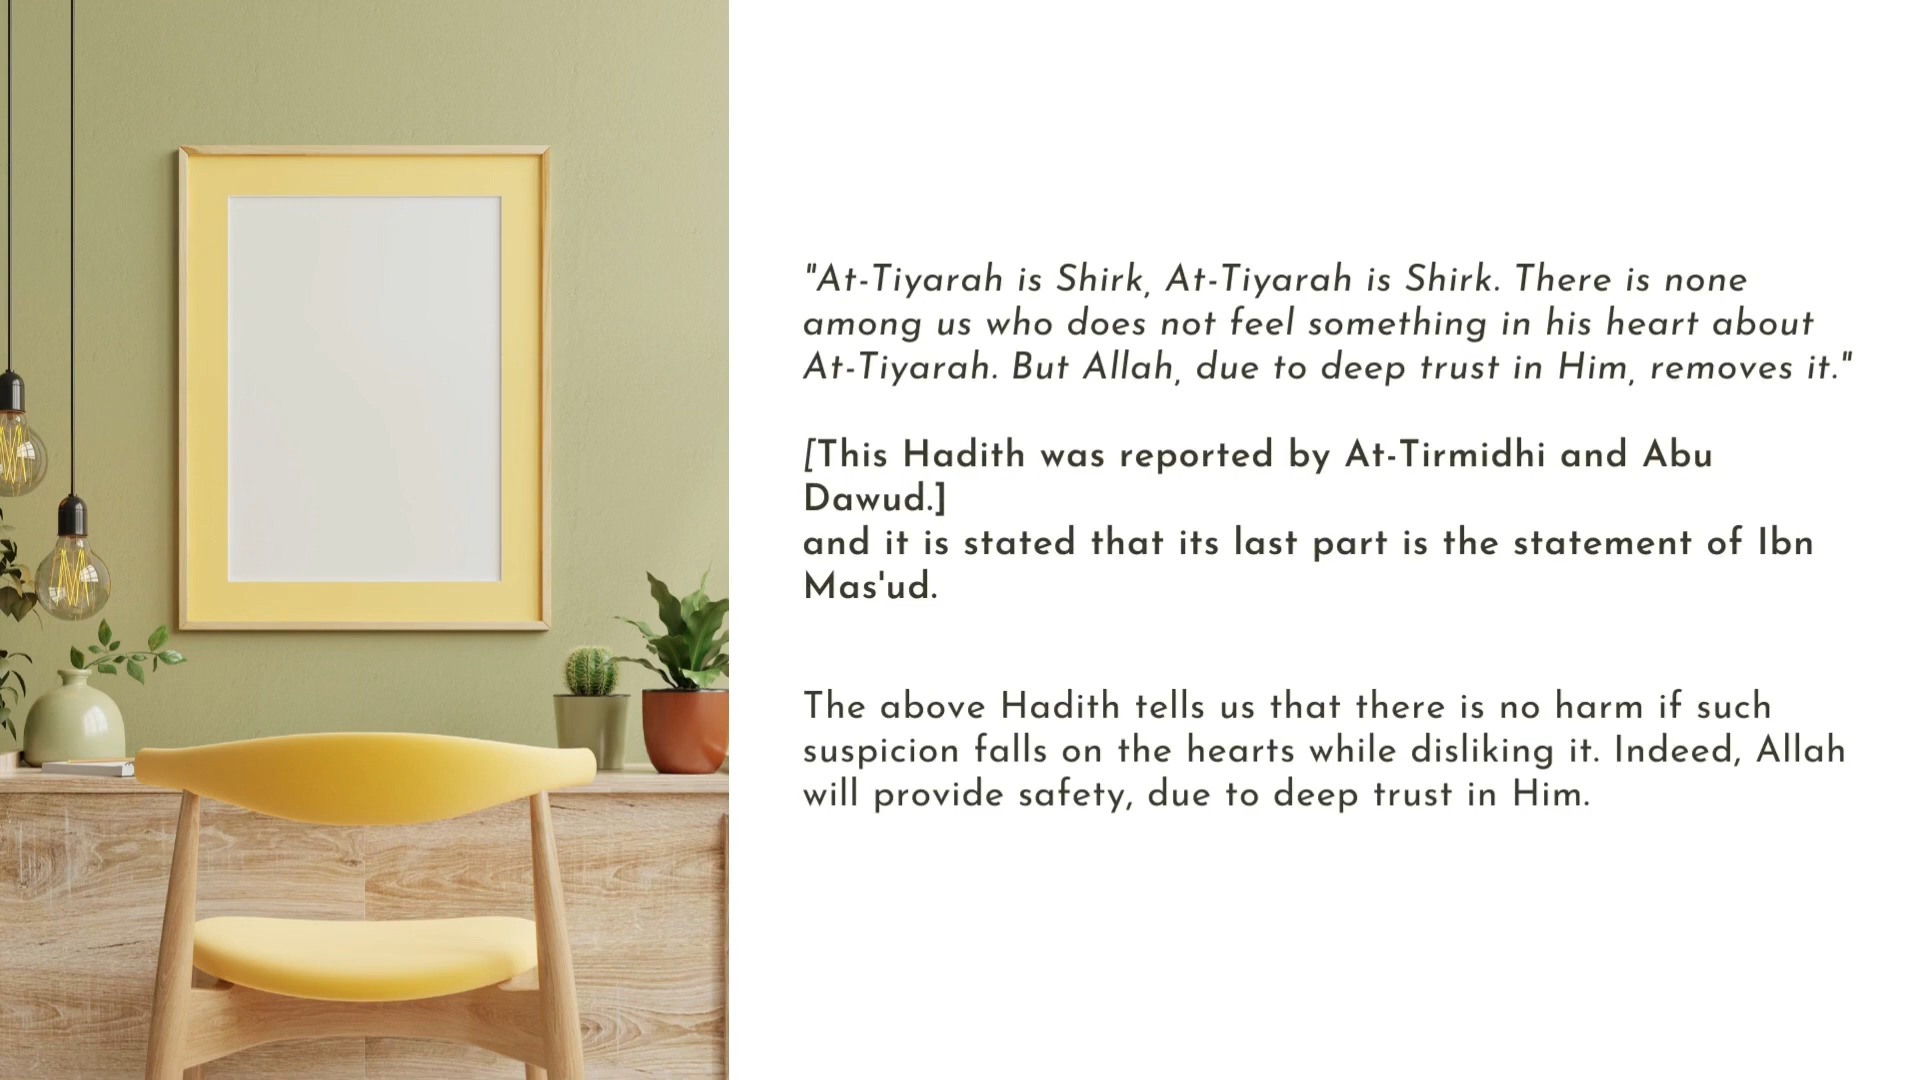 "At-Tiyarah is Shirk, At-Tiyarah is Shirk. There is none
among us who does not feel something in his heart about
At-Tiyarah. But Allah, due to deep trust in Him, removes it."
[This Hadith was reported by At-Tirmidhi and Abu
Dawud.]
and it is stated that its last part is the statement of Ibn
Mas'ud.
The above Hadith tells us that there is no harm if such
suspicion falls on the hearts while disliking it. Indeed, Allah
will provide safety, due to deep trust in Him.